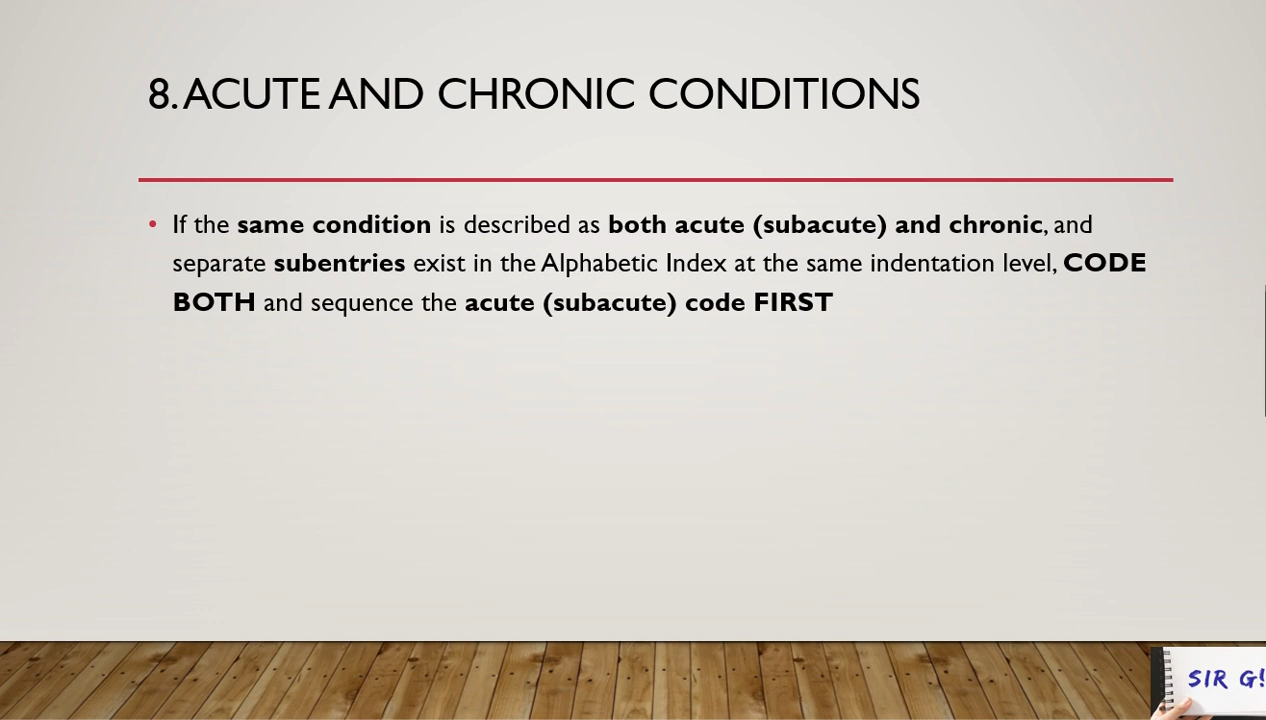 8. ACUTE AND CHRONIC CONDITIONS
• If the same condition is described as both acute (subacute) and chronic, and
separate subentries exist in the Alphabetic Index at the same indentation level, CODE
BOTH and sequence the acute (subacute) code FIRST
SIR G!